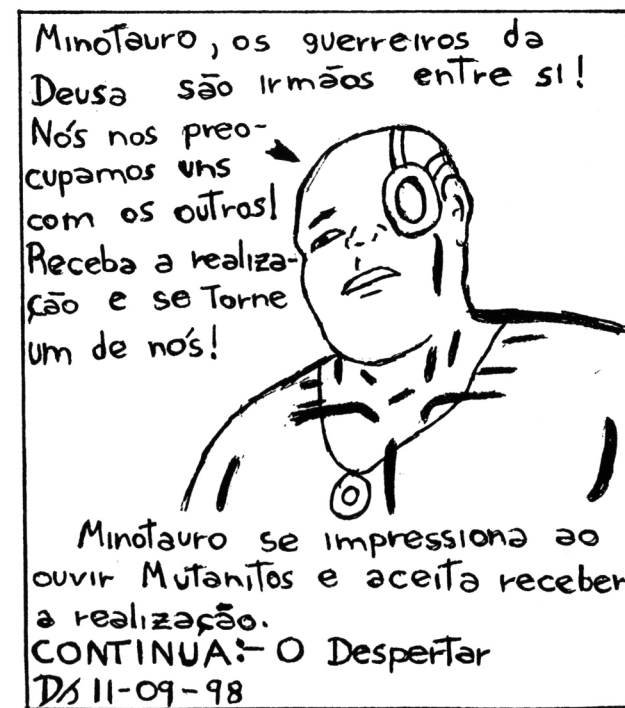 Minotauro, os guerreiros da
Deusa são irmãos entre si!
Nós nos preo-
cupamos uns
com os outros!
Receba a realiza-
ção e se torne
um de nós!
Minotauro se impressiona ao
ouvir Mutanitos e aceita receber
a realização.
CONTINUA:- O Despertar
DS 11-09-98